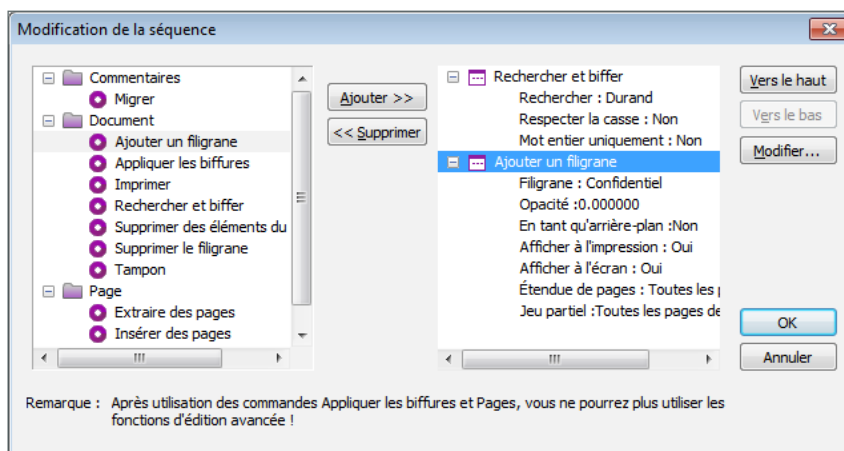 Modification de la séquence
Commentaires
Migrer
Document
Ajouter un filigrane
Appliquer les biffures
Imprimer
Rechercher et biffer
Supprimer des éléments du
Supprimer le filigrane
Tampon
Page
Extraire des pages
Insérer des pages
Ajouter >>
<< Supprimer
Rechercher et biffer
Rechercher : Durand
Respecter la casse : Non
Mot entier uniquement : Non
Ajouter un filigrane
Filigrane : Confidentiel
Opacité :0.000000
En tant qu'arrière-plan :Non
Afficher à l'impression : Oui
Afficher à l'écran : Oui
Étendue de pages : Toutes les
Jeu partiel :Toutes les pages de
Vers le haut
Vers le bas
Modifier...
OK
Annuler
Remarque : Après utilisation des commandes Appliquer les biffures et Pages, vous ne pourrez plus utiliser les
fonctions d'édition avancée !